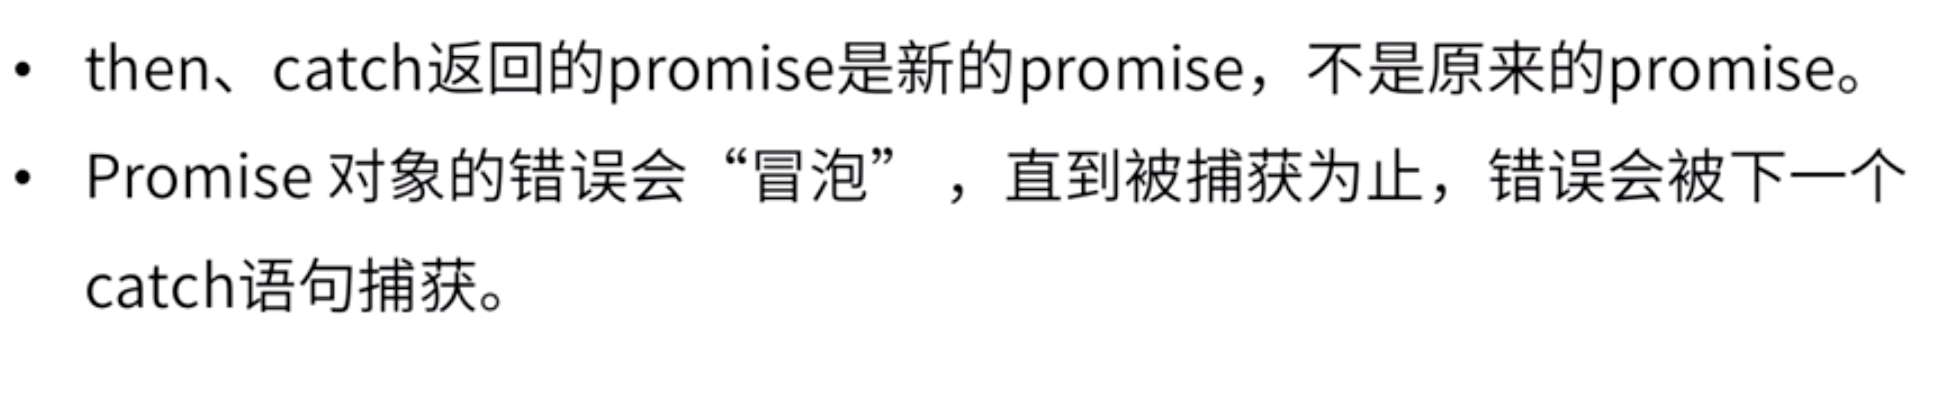 • then、catch返回的promise是新的promise，不是原来的promise。
• Promise 对象的错误会“冒泡” ，直到被捕获为止，错误会被下一个
catch语句捕获。